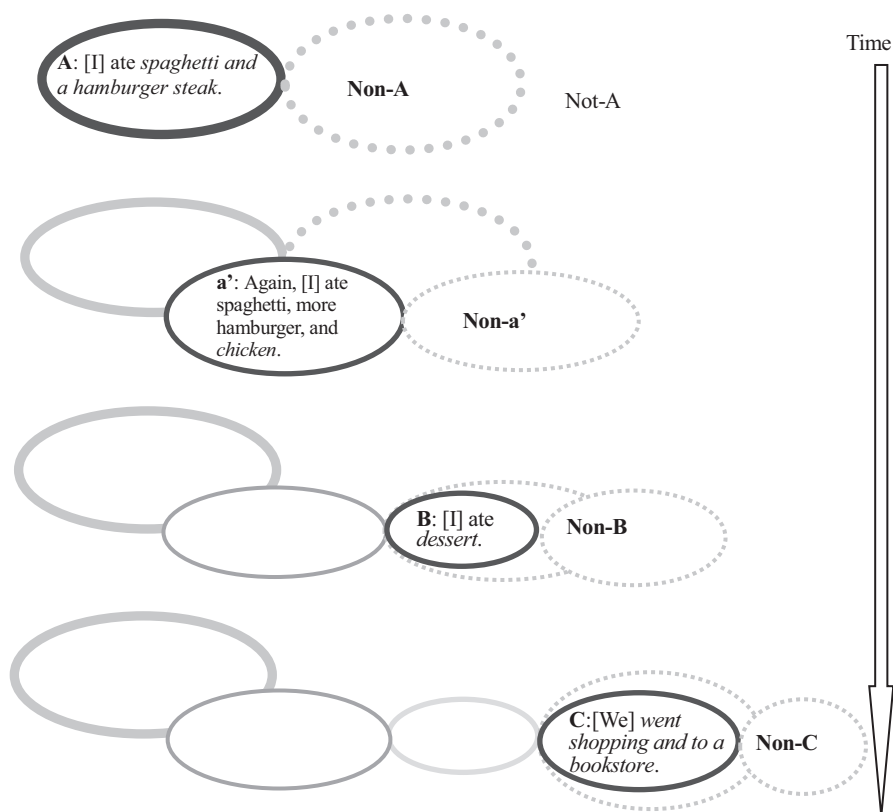 Time
A: [I] ate spaghetti and
a hamburger steak.
Non-A
Not-A
a’: Again, [I] ate
spaghetti, more
hamburger, and
chicken.
Non-a’
B: [I] ate
dessert.
Non-B
C:[We] went
shopping and to a
bookstore.
Non-C